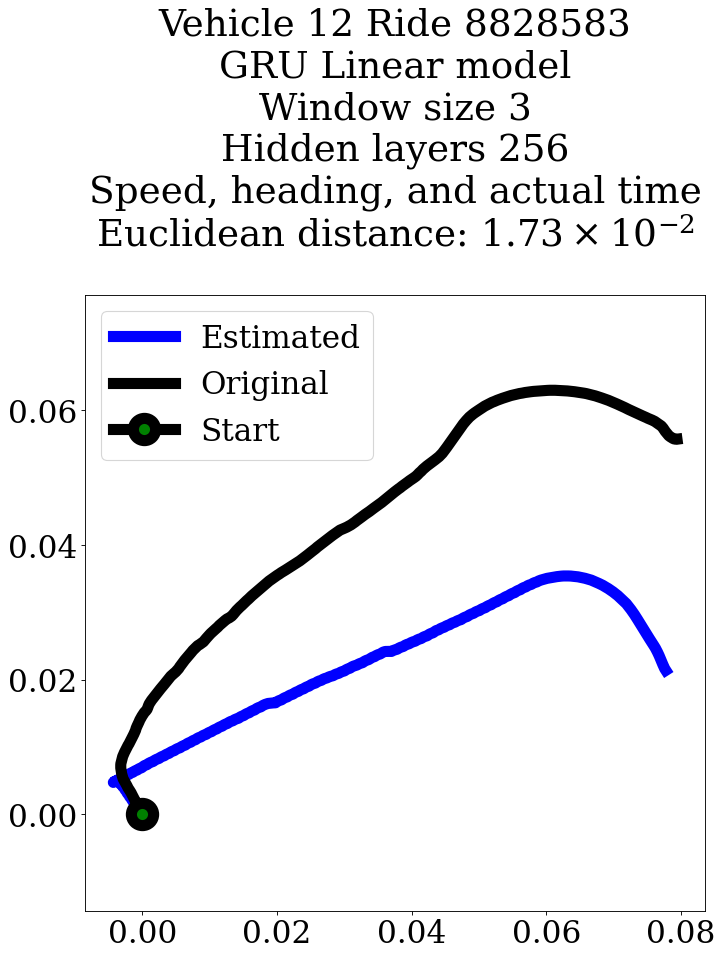 Vehicle 12 Ride 8828583
GRU Linear model
Window size 3
Hidden layers 256
Speed, heading, and actual time
Euclidean distance: 1.73 × 10⁻²
Estimated
Original
Start
0.06
0.04
0.02
0.00
0.00 0.02 0.04 0.06 0.08